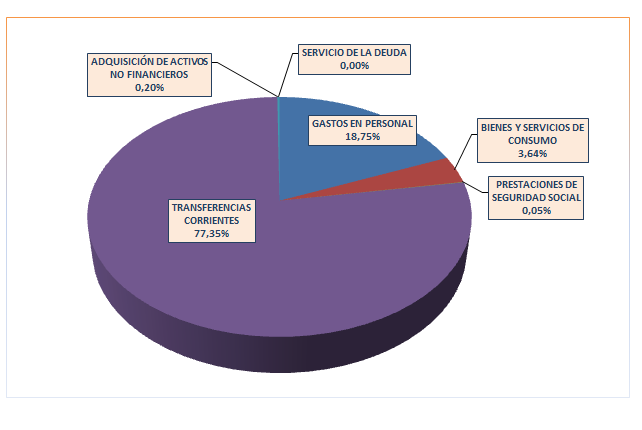 SERVICIO DE LA DEUDA
0,00%
ADQUISICIÓN DE ACTIVOS
NO FINANCIEROS
0,20%
GASTOS EN PERSONAL
18,75%
BIENES Y SERVICIOS DE
CONSUMO
3,64%
PRESTACIONES DE
SEGURIDAD SOCIAL
0,05%
TRANSFERENCIAS
CORRIENTES
77,35%